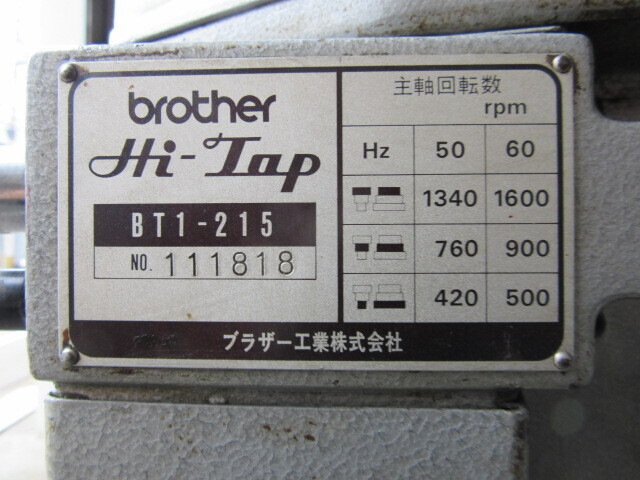 brother
Hi-Tap
BT1-215
NO. 111818
主軸回転数
rpm
Hz 50 60
1340 1600
760 900
420 500
ブラザー工業株式会社